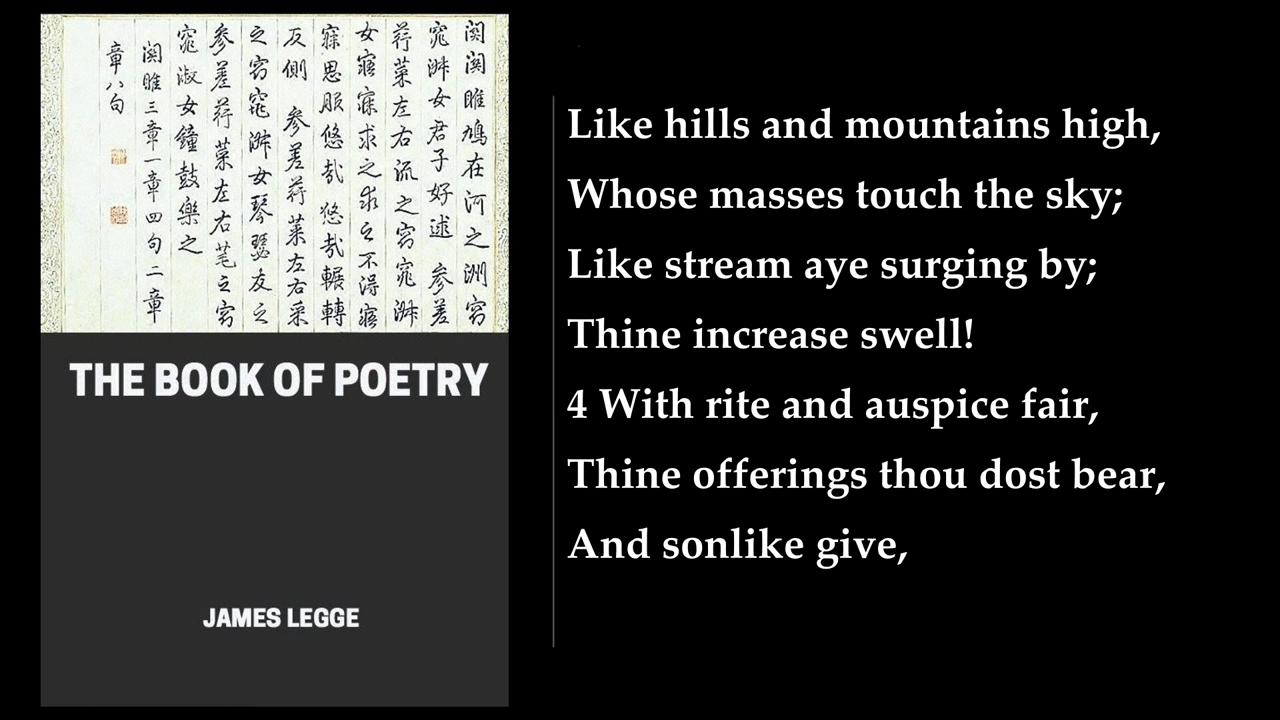 関関雎鳩在河之洲窈
窕淑女君子好逑 参差
荇菜左右流之窈窕淑
女寤寐求之求之不得寤
寐思服悠哉悠哉輾轉
反側 参差荇菜左右采
之窈窕淑女琴瑟友之
参差荇菜左右芼之窈
窕淑女鐘鼓樂之
関雎三章一章四句二章
章八句
THE BOOK OF POETRY
JAMES LEGGE
Like hills and mountains high,
Whose masses touch the sky;
Like stream aye surging by;
Thine increase swell!
4 With rite and auspice fair,
Thine offerings thou dost bear,
And sonlike give,